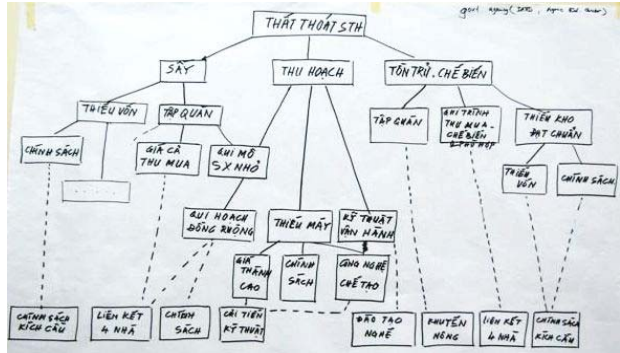 THẤT THOÁT STH
SẤY
THU HOẠCH
TỒN TRỮ - CHẾ BIẾN
THIẾU VỐN
TẬP QUÁN
TẬP QUÁN
QUI TRÌNH
THU MUA -
CHẾ BIẾN
THIẾU KHO
ĐẠT CHUẨN
CHÍNH SÁCH
GIÁ CẢ
THU MUA
QUI MÔ
SX NHỎ
THIẾU
VỐN
CHÍNH SÁCH
QUI HOẠCH
ĐỒNG RUỘNG
THIẾU MÁY
KỸ THUẬT
VẬN HÀNH
GIÁ
THÀNH
CAO
CHÍNH
SÁCH
CÔNG NGHỆ
CHẾ TẠO
CHÍNH SÁCH
KÍCH CẦU
LIÊN KẾT
4 NHÀ
CHÍNH
SÁCH
CẢI TIẾN
KỸ THUẬT
ĐÀO TẠO
NGHỀ
KHUYẾN
NÔNG
LIÊN KẾT
4 NHÀ
CHÍNH SÁCH
KÍCH CẦU